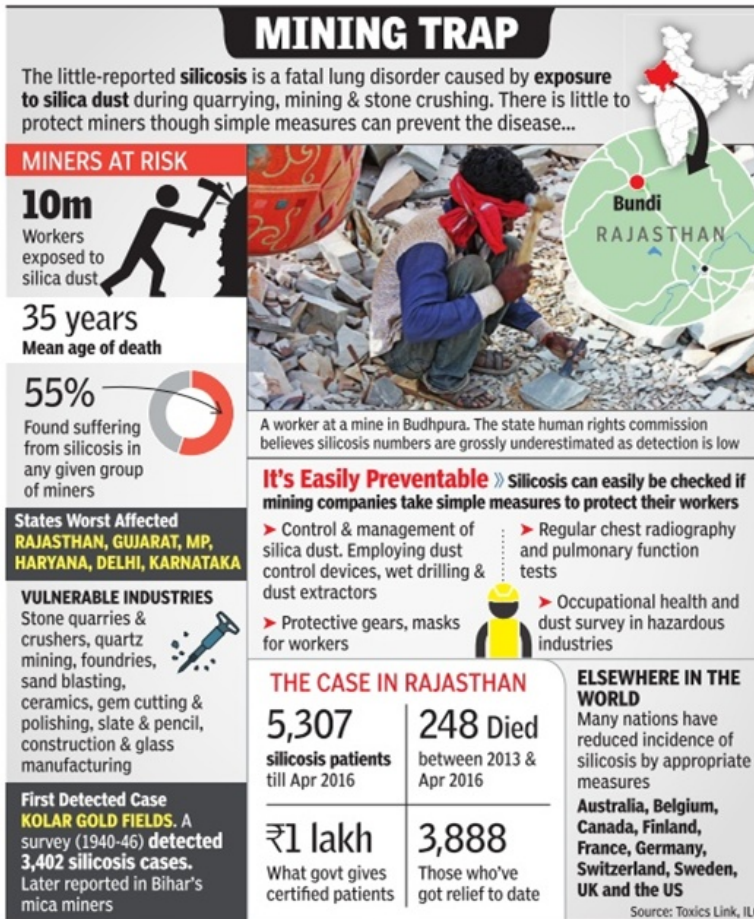 MINING TRAP
The little-reported silicosis is a fatal lung disorder caused by exposure
to silica dust during quarrying, mining & stone crushing. There is little to
protect miners though simple measures can prevent the disease...
MINERS AT RISK
10m
Workers
exposed to
silica dust
35 years
Mean age of death
55%
Found suffering
from silicosis in
any given group
of miners
States Worst Affected
RAJASTHAN, GUJARAT, MP,
HARYANA, DELHI, KARNATAKA
VULNERABLE INDUSTRIES
Stone quarries &
crushers, quartz
mining, foundries,
sand blasting,
ceramics, gem cutting &
polishing, slate & pencil,
construction & glass
manufacturing
First Detected Case
KOLAR GOLD FIELDS. A
survey (1940-46) detected
3,402 silicosis cases.
Later reported in Bihar's
mica miners
Bundi
RAJASTHAN
A worker at a mine in Budhpura. The state human rights commission
believes silicosis numbers are grossly underestimated as detection is low
It's Easily Preventable » Silicosis can easily be checked if
mining companies take simple measures to protect their workers
➤ Control & management of
silica dust. Employing dust
control devices, wet drilling &
dust extractors
➤ Protective gears, masks
for workers
➤ Regular chest radiography
and pulmonary function
tests
➤ Occupational health and
dust survey in hazardous
industries
THE CASE IN RAJASTHAN
5,307
silicosis patients
till Apr 2016
248 Died
between 2013 &
Apr 2016
₹1 lakh
What govt gives
certified patients
3,888
Those who've
got relief to date
ELSEWHERE IN THE
WORLD
Many nations have
reduced incidence of
silicosis by appropriate
measures
Australia, Belgium,
Canada, Finland,
France, Germany,
Switzerland, Sweden,
UK and the US
Source: Toxics Link,